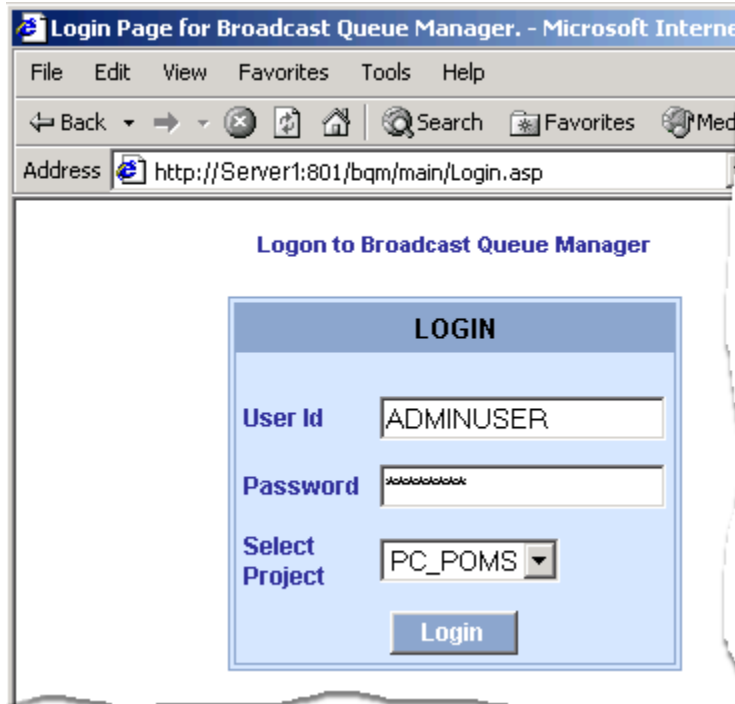 Login Page for Broadcast Queue Manager. - Microsoft Interne
File Edit View Favorites Tools Help
Back Search Favorites Med
Address http://Server1:801/bqm/main/Login.asp
Logon to Broadcast Queue Manager
LOGIN
User Id ADMINUSER
Password *********
Select
Project PC_POMS
Login